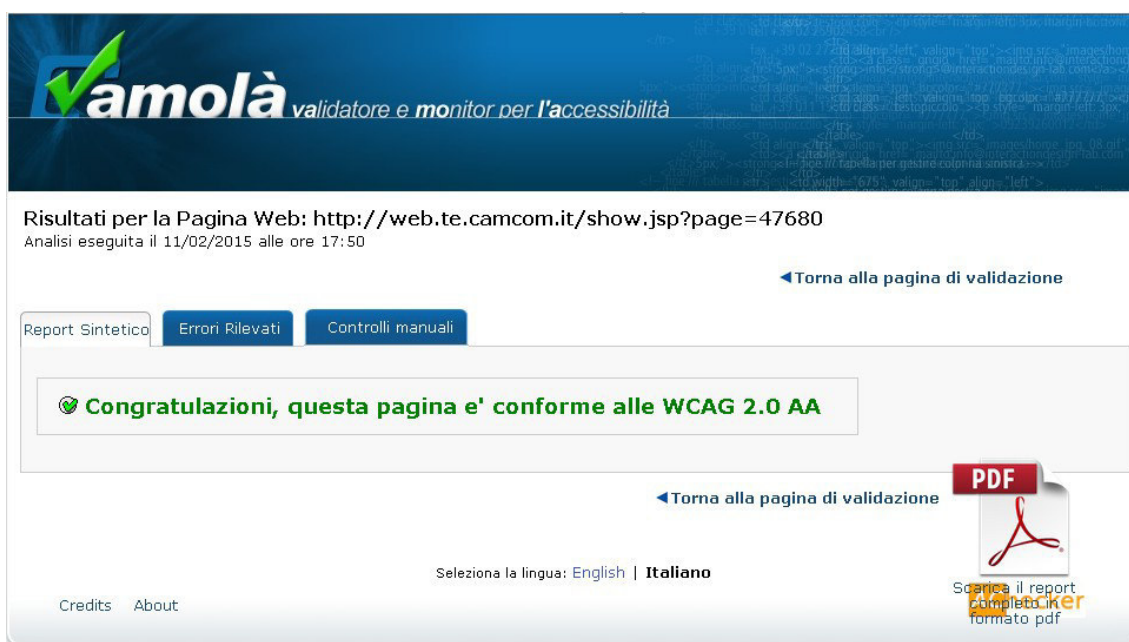 Vamolà validatore e monitor per l'accessibilità
Risultati per la Pagina Web: http://web.te.camcom.it/show.jsp?page=47680
Analisi eseguita il 11/02/2015 alle ore 17:50
Torna alla pagina di validazione
Report Sintetico Errori Rilevati Controlli manuali
Congratulazioni, questa pagina e' conforme alle WCAG 2.0 AA
Torna alla pagina di validazione
PDF
Seleziona la lingua: English | Italiano
Scarica il report
completo in
formato pdf
Credits About